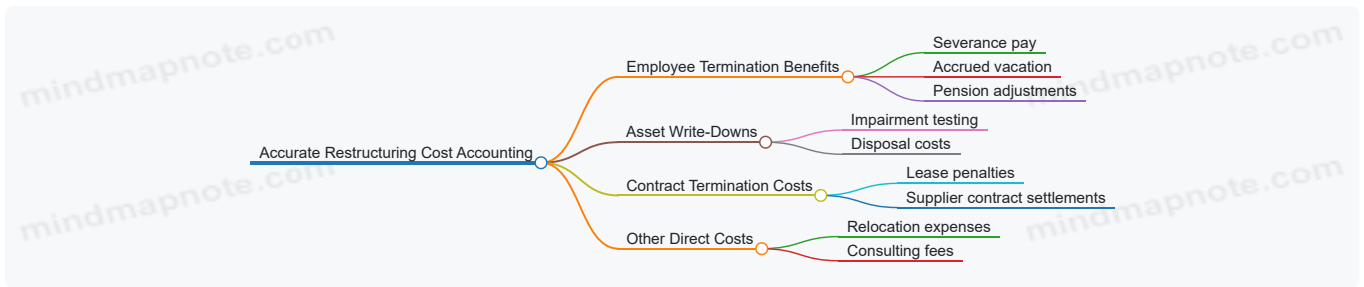 mindmapnote.com
mindmapnote.com
Severance pay
Employee Termination Benefits
Accrued vacation
Pension adjustments
mindmapnote.com
Impairment testing
Asset Write-Downs
Disposal costs
Accurate Restructuring Cost Accounting
Lease penalties
Contract Termination Costs
Supplier contract settlements
mindmapnote.com
mindmapnote.com
Relocation expenses
Other Direct Costs
Consulting fees